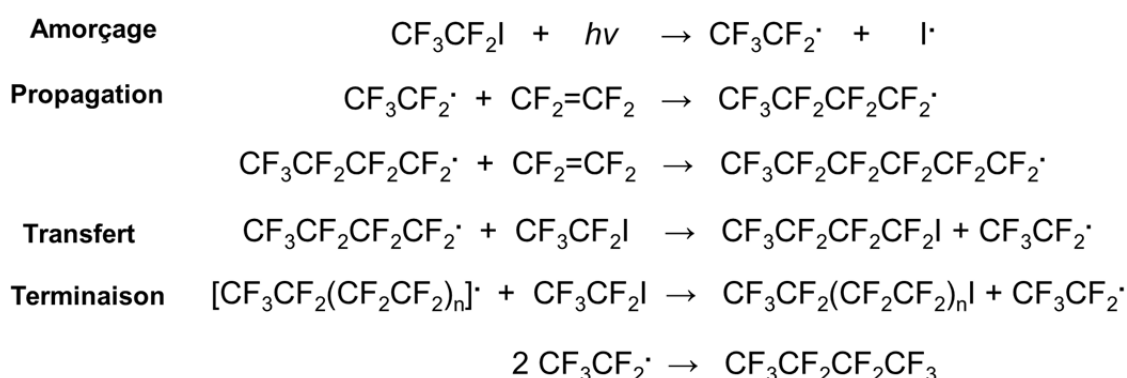 Amorçage CF₃CF₂I + hν → CF₃CF₂· + I·
Propagation CF₃CF₂· + CF₂=CF₂ → CF₃CF₂CF₂CF₂·
CF₃CF₂CF₂CF₂· + CF₂=CF₂ → CF₃CF₂CF₂CF₂CF₂CF₂·
Transfert CF₃CF₂CF₂CF₂· + CF₃CF₂I → CF₃CF₂CF₂CF₂I + CF₃CF₂·
Terminaison [CF₃CF₂(CF₂CF₂)ₙ]· + CF₃CF₂I → CF₃CF₂(CF₂CF₂)ₙI + CF₃CF₂·
2 CF₃CF₂· → CF₃CF₂CF₂CF₃